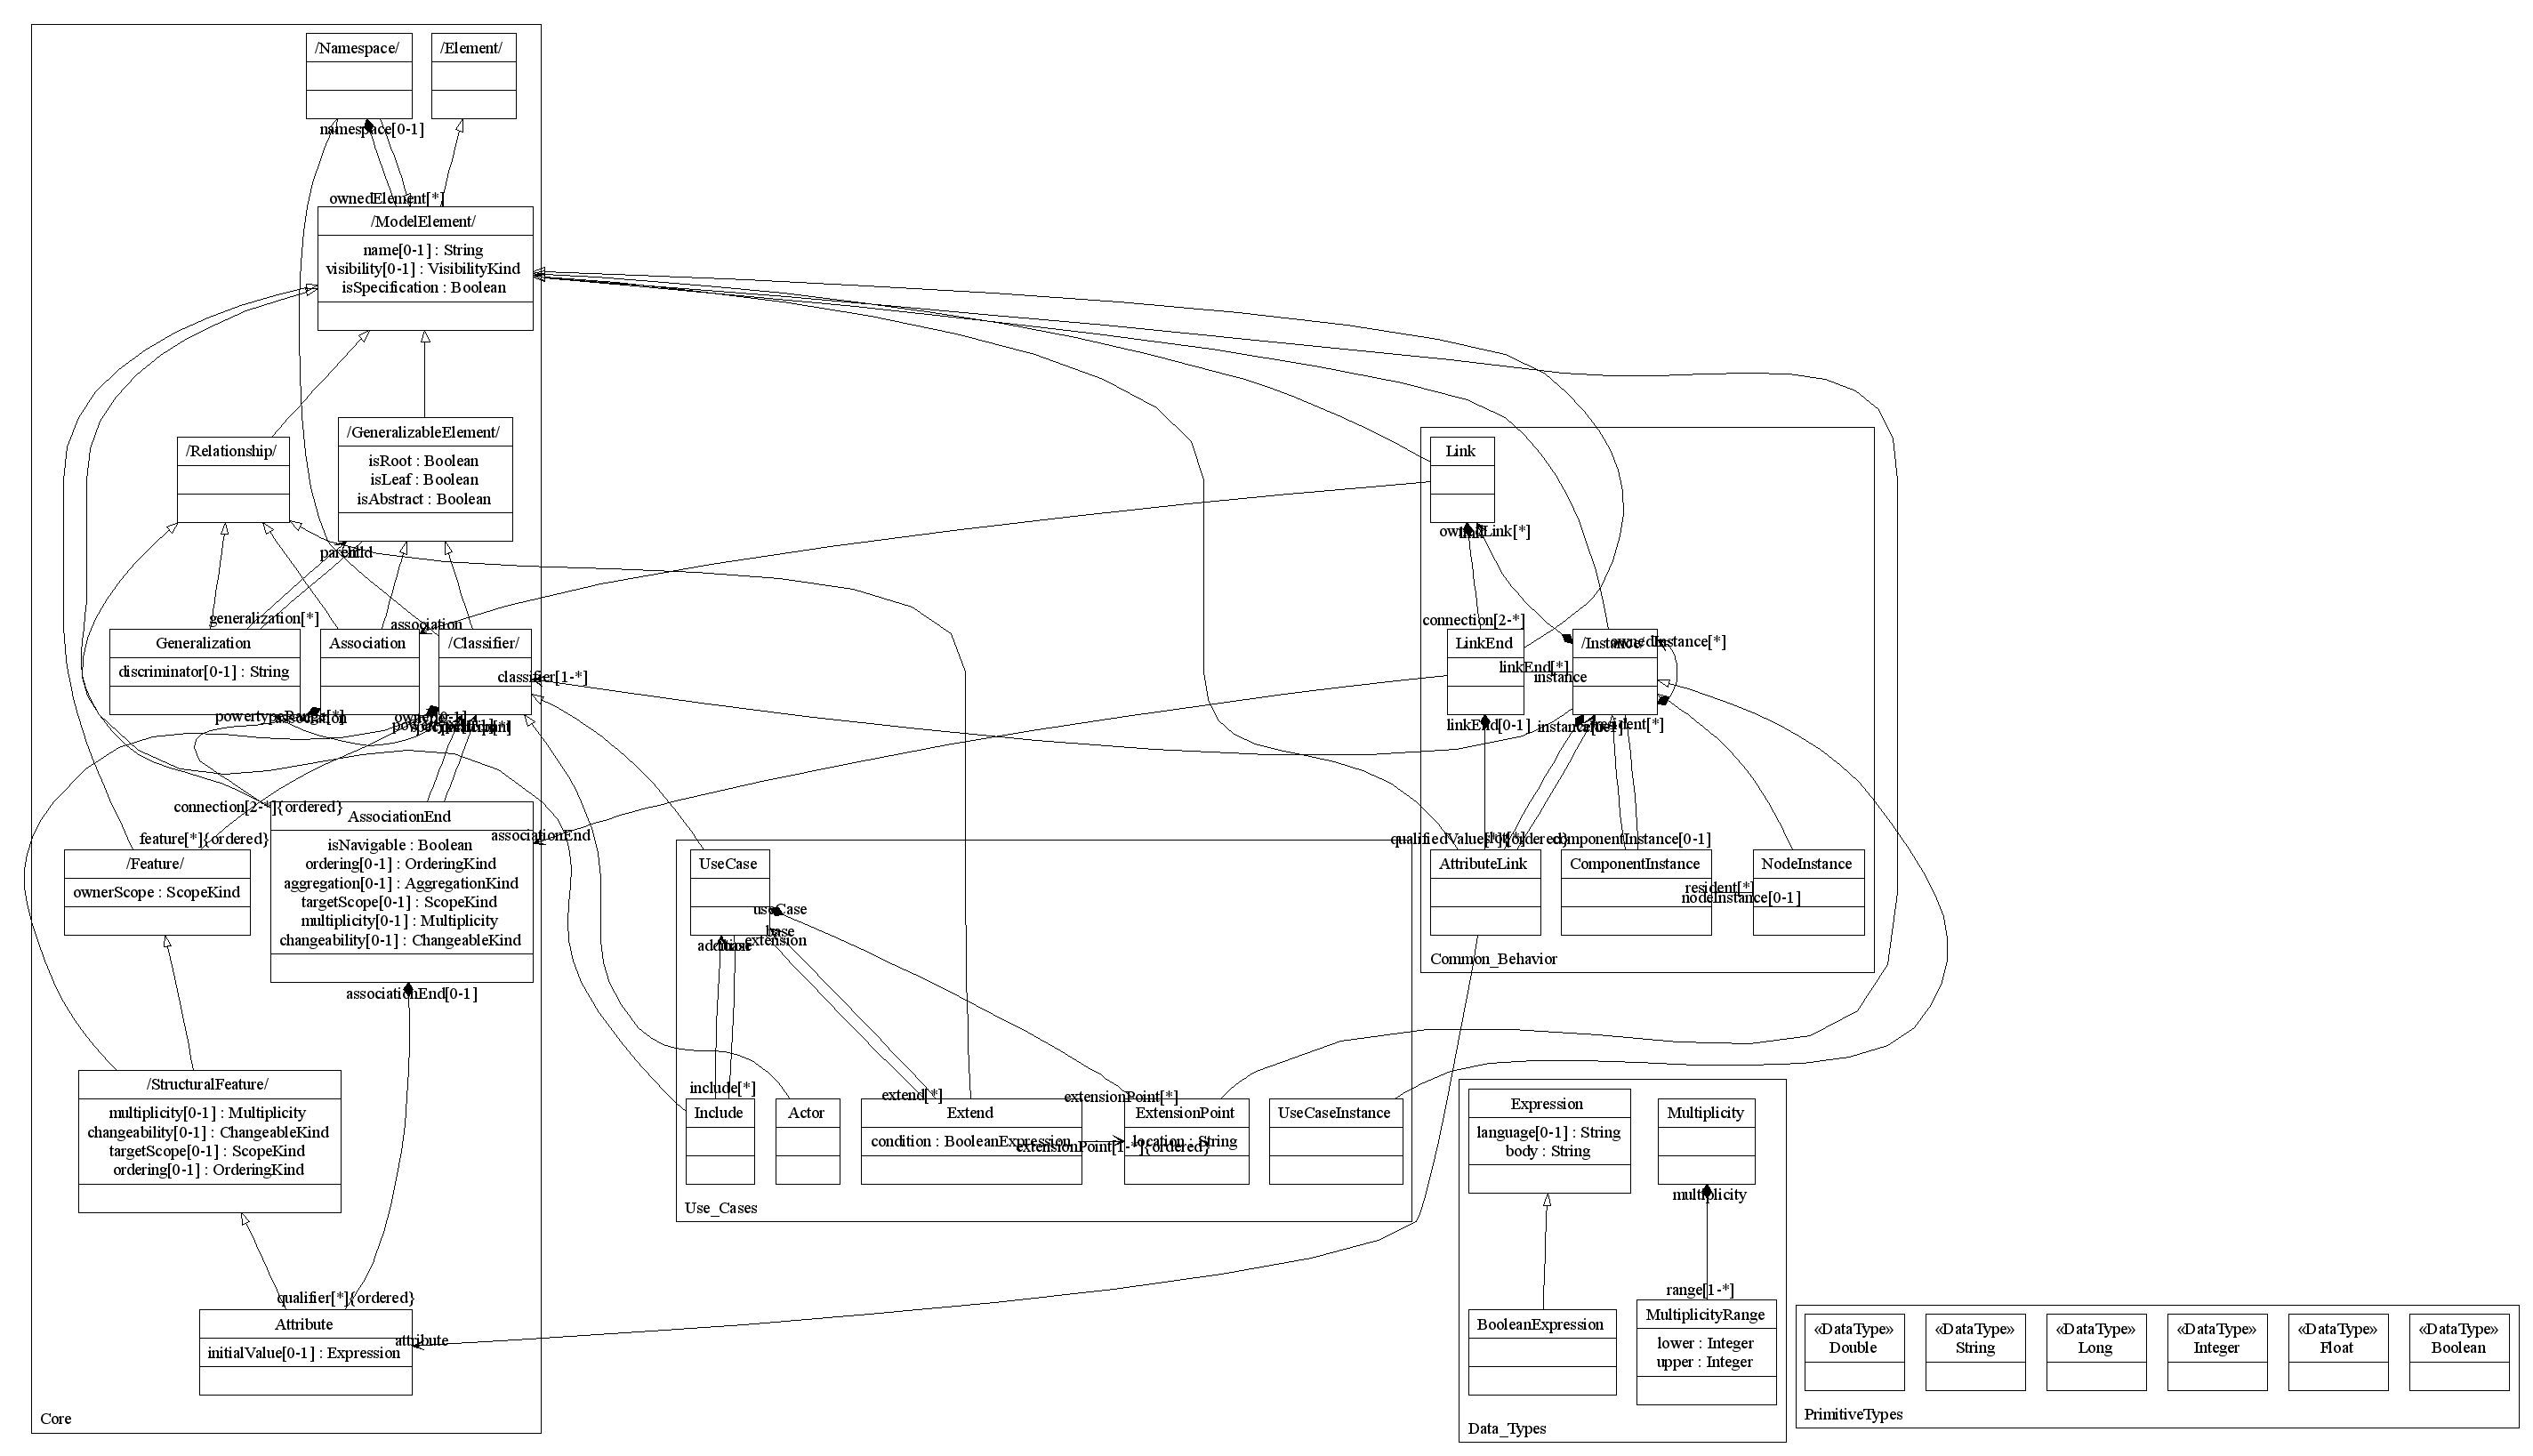 /Namespace/
/Element/
namespace[0-1]
ownedElement[*]
/ModelElement/
name[0-1] : String
visibility[0-1] : VisibilityKind
isSpecification : Boolean
/Relationship/
/GeneralizableElement/
isRoot : Boolean
isLeaf : Boolean
isAbstract : Boolean
parent
child
generalization[*]
association
Generalization
discriminator[0-1] : String
Association
/Classifier/
classifier[1-*]
powertypeRange[*]
association
connection[2-*]{ordered}
feature[*]{ordered}
/Feature/
ownerScope : ScopeKind
AssociationEnd
isNavigable : Boolean
ordering[0-1] : OrderingKind
aggregation[0-1] : AggregationKind
targetScope[0-1] : ScopeKind
multiplicity[0-1] : Multiplicity
changeability[0-1] : ChangeableKind
associationEnd
associationEnd[0-1]
/StructuralFeature/
multiplicity[0-1] : Multiplicity
changeability[0-1] : ChangeableKind
targetScope[0-1] : ScopeKind
ordering[0-1] : OrderingKind
qualifier[*]{ordered}
Attribute
initialValue[0-1] : Expression
attribute
Core
Link
ownedLink[*]
link
connection[2-*]
LinkEnd
linkEnd[*]
instance
/Instance/
ownedInstance[*]
linkEnd[0-1]
instance[0-1]
resident[*]
qualifiedValue[*]{ordered}
componentInstance[0-1]
AttributeLink
ComponentInstance
NodeInstance
resident[*]
nodeInstance[0-1]
Common_Behavior
UseCase
useCase
base
extension
addition
base
include[*]
extend[*]
extensionPoint[*]
Include
Actor
Extend
condition : BooleanExpression
extensionPoint[1-*]{ordered}
ExtensionPoint
location : String
UseCaseInstance
Use_Cases
Expression
language[0-1] : String
body : String
Multiplicity
multiplicity
range[1-*]
BooleanExpression
MultiplicityRange
lower : Integer
upper : Integer
Data_Types
«DataType»
Double
«DataType»
String
«DataType»
Long
«DataType»
Integer
«DataType»
Float
«DataType»
Boolean
PrimitiveTypes